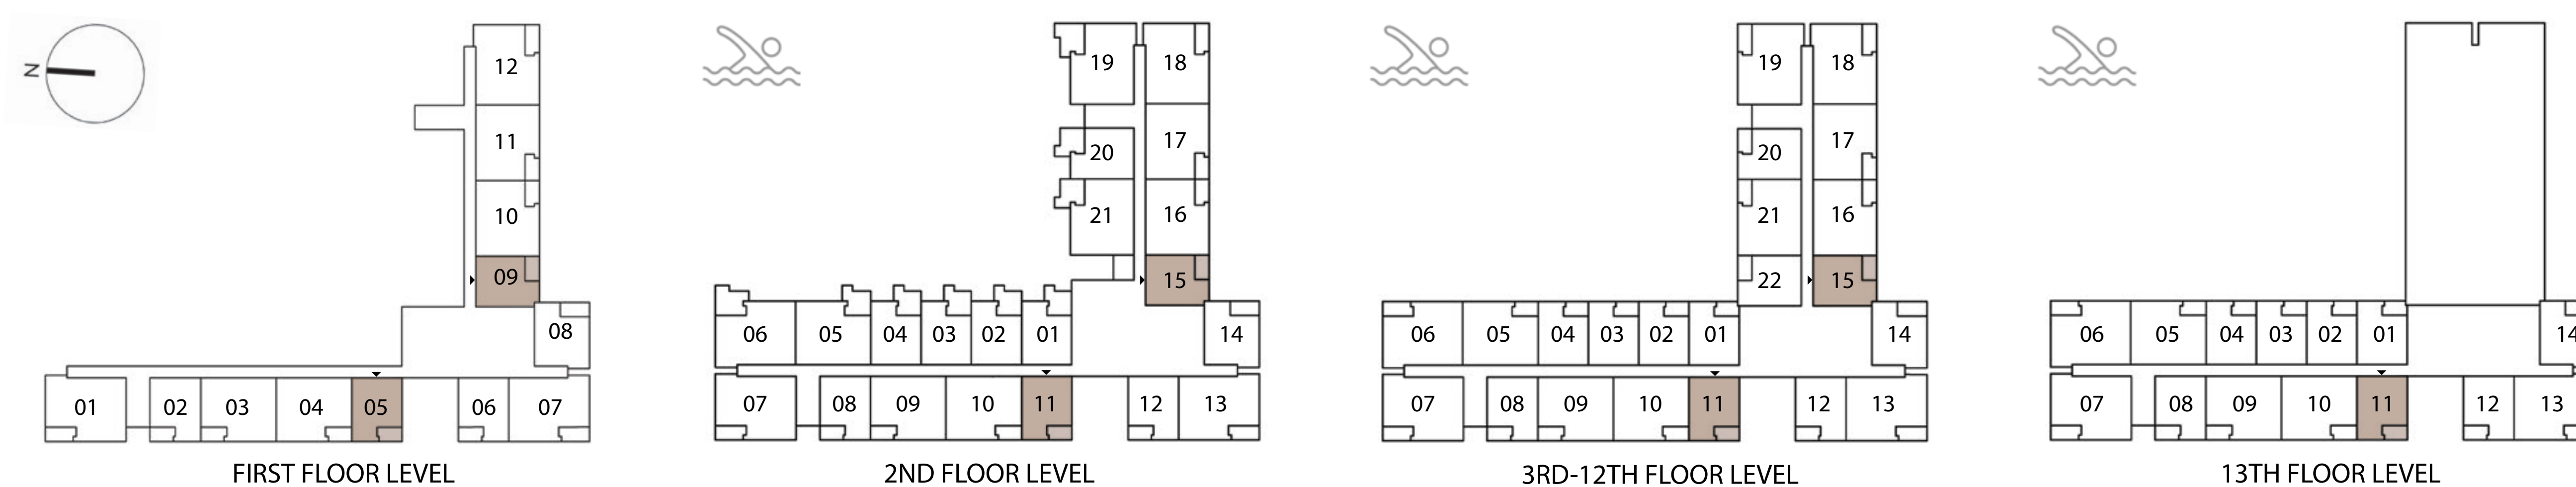 N
12
11
10
09
08
01 02 03 04 05 06 07
FIRST FLOOR LEVEL
19 18
20 17
21 16
15
06 05 04 03 02 01 14
07 08 09 10 11 12 13
2ND FLOOR LEVEL
19 18
20 17
21 16
22 15
06 05 04 03 02 01 14
07 08 09 10 11 12 13
3RD-12TH FLOOR LEVEL
06 05 04 03 02 01 14
07 08 09 10 11 12 13
13TH FLOOR LEVEL